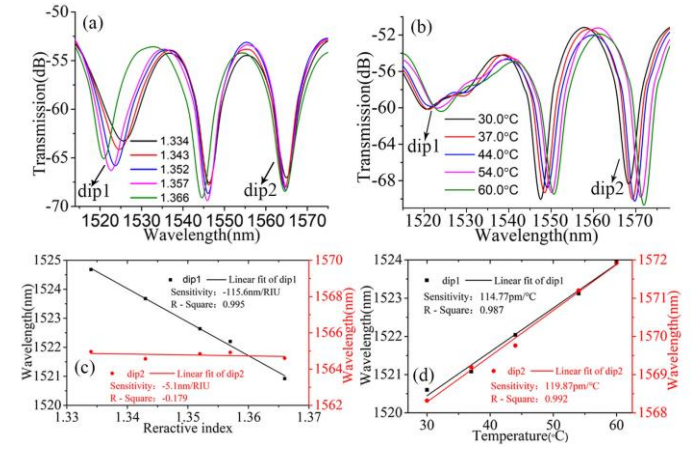 (a)
-50
-55
-60
-65
-70
Transmission(dB)
dip1
dip2
1.334
1.343
1.352
1.357
1.366
1520 1530 1540 1550 1560 1570
Wavelength(nm)
(b)
-52
-56
-60
-64
-68
Transmission(dB)
dip1
dip2
30.0°C
37.0°C
44.0°C
54.0°C
60.0°C
1510 1520 1530 1540 1550 1560 1570
Wavelength(nm)
1525
1524
1523
1522
1521
1520
Wavelength(nm)
dip1 Linear fit of dip1
Sensitivity: -115.6nm/RIU
R - Square: 0.995
(c)
dip2 Linear fit of dip2
Sensitivity: -5.1nm/RIU
R - Square: -0.179
1570
1568
1565
1562
Wavelength(nm)
1.33 1.34 1.35 1.36 1.37
Reractive index
1524
1523
1522
1521
1520
Wavelength(nm)
dip1 Linear fit of dip1
Sensitivity: 114.77pm/°C
R - Square: 0.987
(d)
dip2 Linear fit of dip2
Sensitivity: 119.87pm/°C
R - Square: 0.992
1572
1571
1570
1569
1568
Wavelength(nm)
30 40 50 60
Temperature(°C)